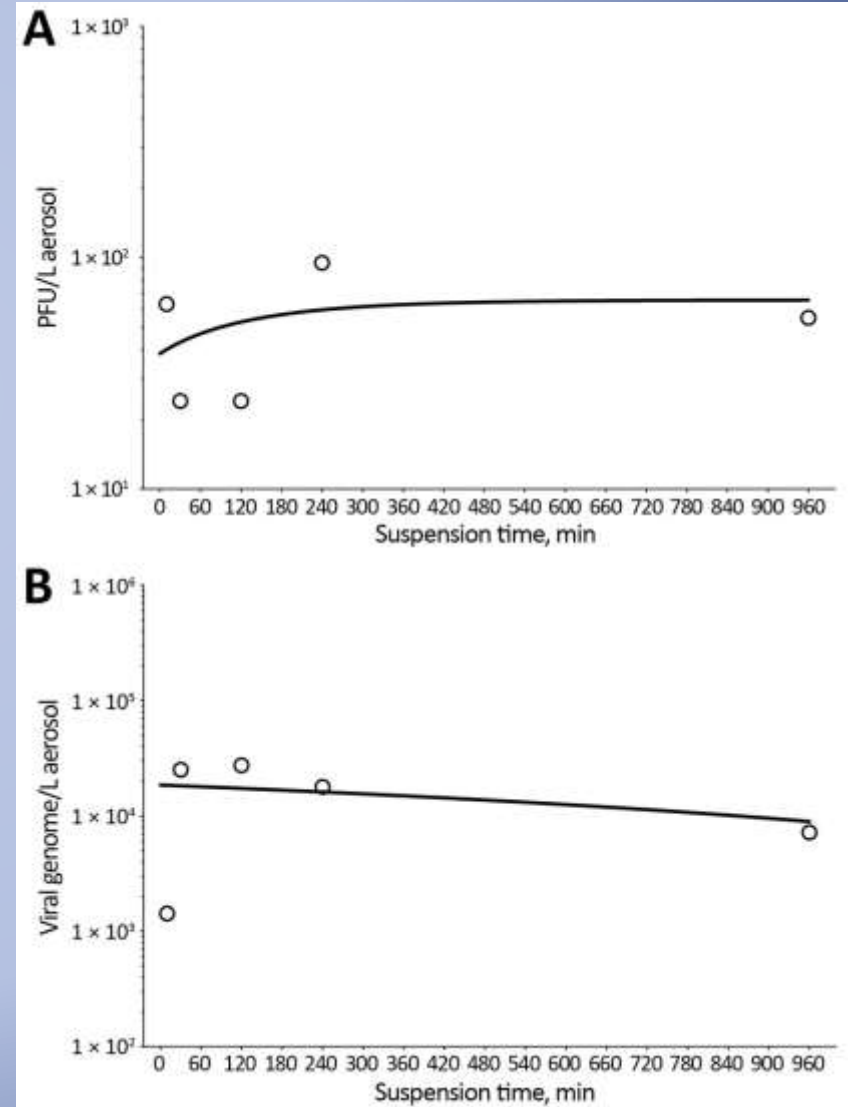 A
1 × 10³
1 × 10²
1 × 10¹
PFU/L aerosol
0 60 120 180 240 300 360 420 480 540 600 660 720 780 840 900 960
Suspension time, min
B
1 × 10⁶
1 × 10⁵
1 × 10⁴
1 × 10³
1 × 10²
Viral genome/L aerosol
0 60 120 180 240 300 360 420 480 540 600 660 720 780 840 900 960
Suspension time, min